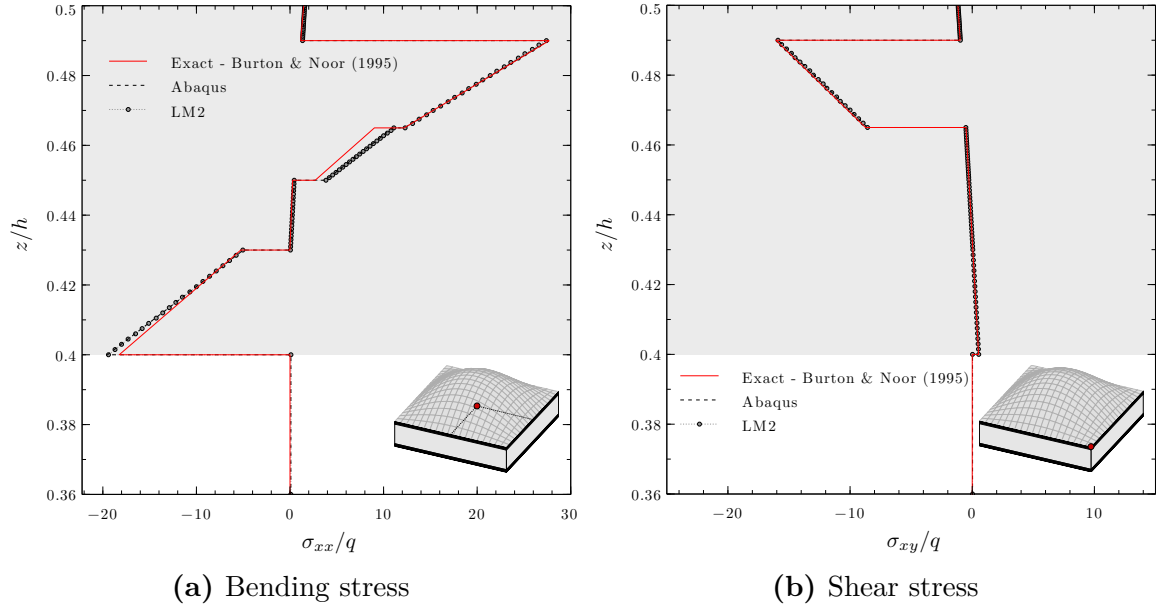 0.5
0.48
0.46
0.44
0.42
0.4
0.38
0.36
z/h
Exact - Burton & Noor (1995)
Abaqus
LM2
−20
−10
0
10
20
30
σxx/q
(a) Bending stress
0.5
0.48
0.46
0.44
0.42
0.4
0.38
0.36
z/h
Exact - Burton & Noor (1995)
Abaqus
LM2
−20
−10
0
10
σxy/q
(b) Shear stress